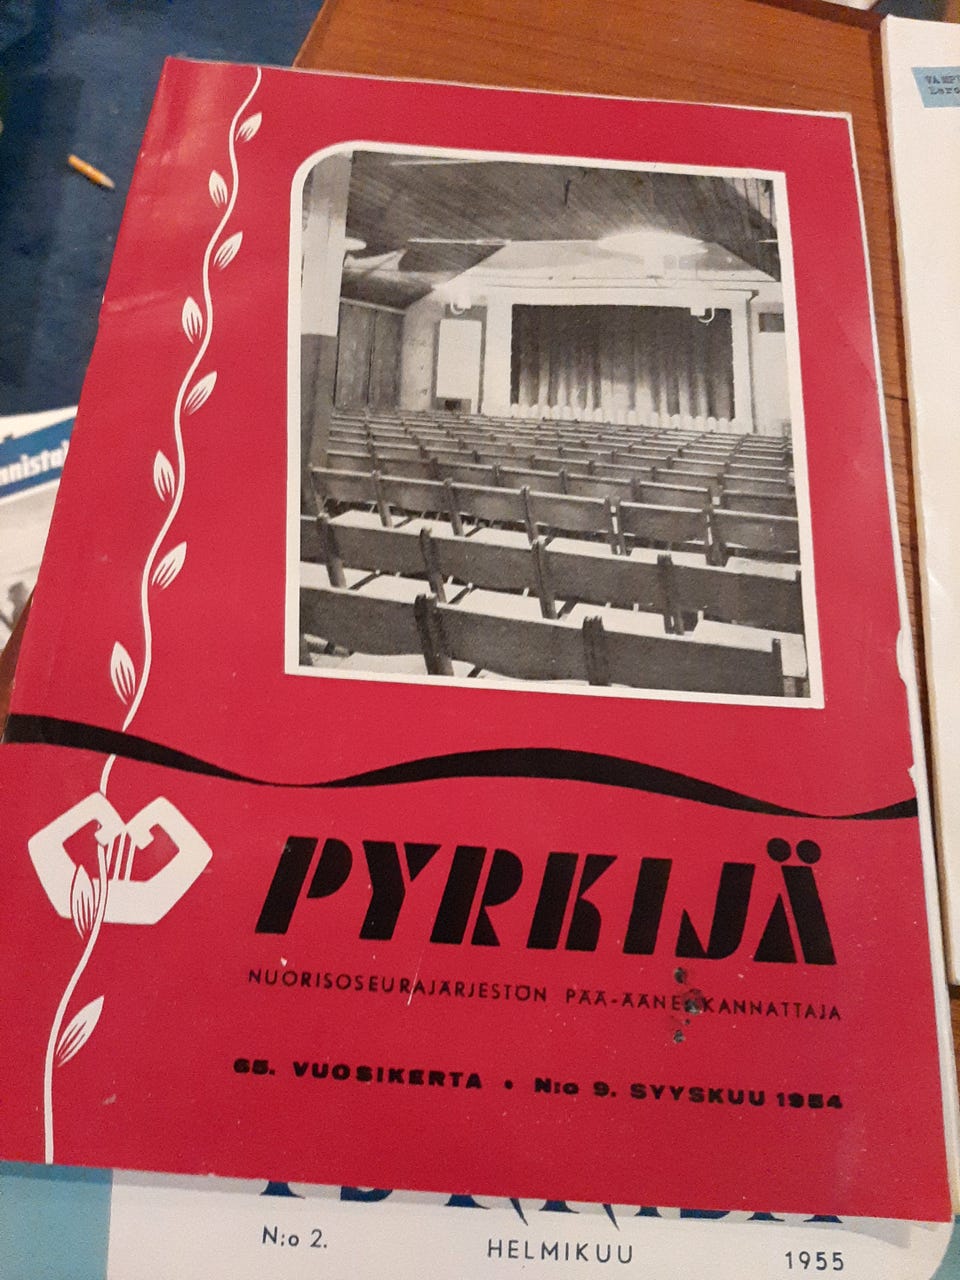 PYRKIJÄ
NUORISOSEURAJÄRJESTÖN PÄÄ-ÄÄNENKANNATTAJA
65. VUOSIKERTA • N:o 9. SYYSKUU 1954
N:o 2. HELMIKUU 1955